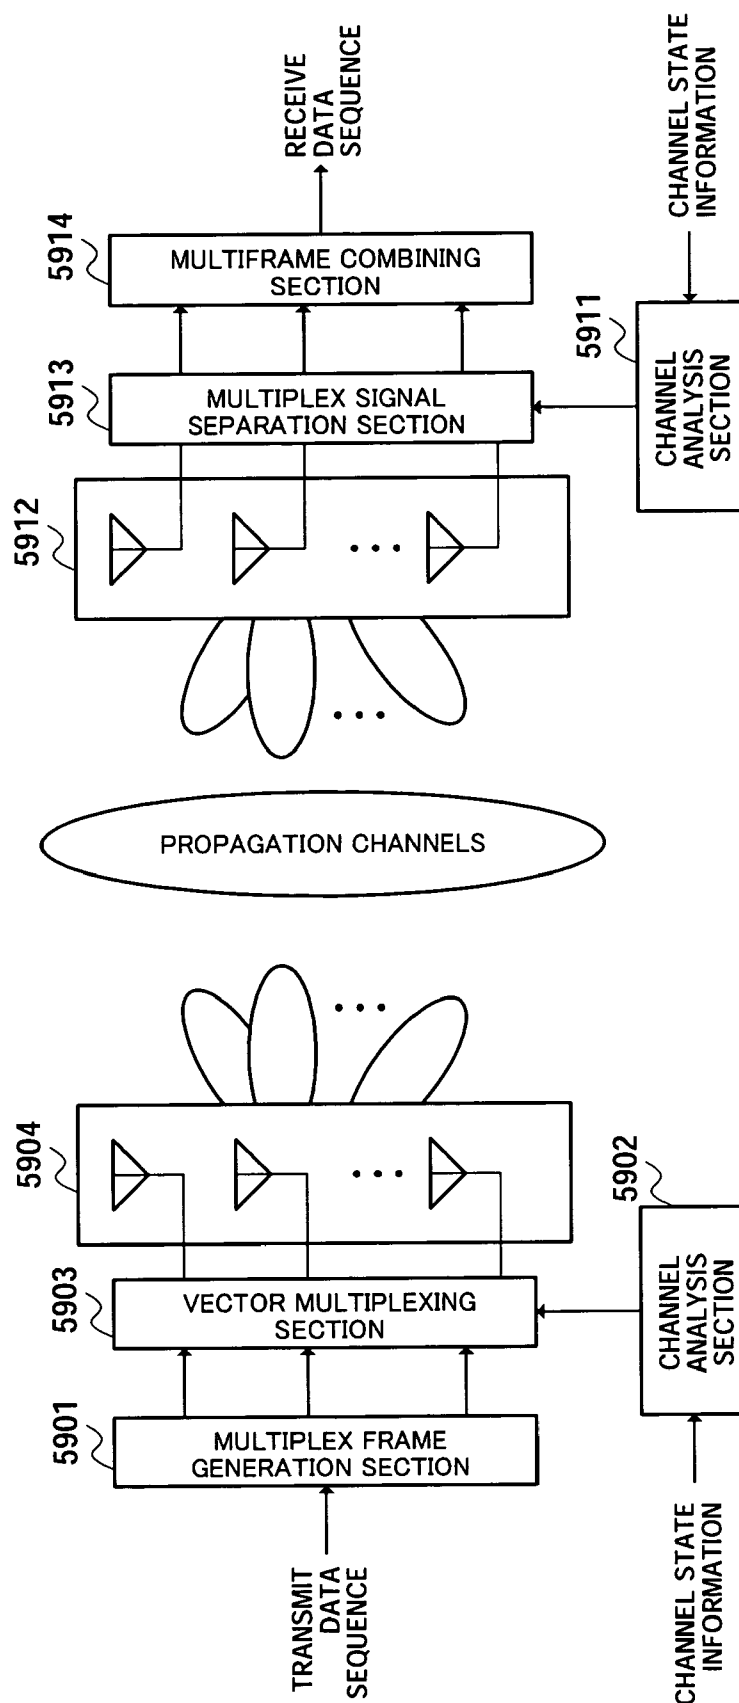 TRANSMIT
DATA
SEQUENCE
5901
MULTIPLEX FRAME
GENERATION SECTION
5903
VECTOR MULTIPLEXING
SECTION
5904
CHANNEL STATE
INFORMATION
5902
CHANNEL
ANALYSIS
SECTION
PROPAGATION CHANNELS
5912
5913
MULTIPLEX SIGNAL
SEPARATION SECTION
5914
MULTIFRAME COMBINING
SECTION
RECEIVE
DATA
SEQUENCE
5911
CHANNEL
ANALYSIS
SECTION
CHANNEL STATE
INFORMATION